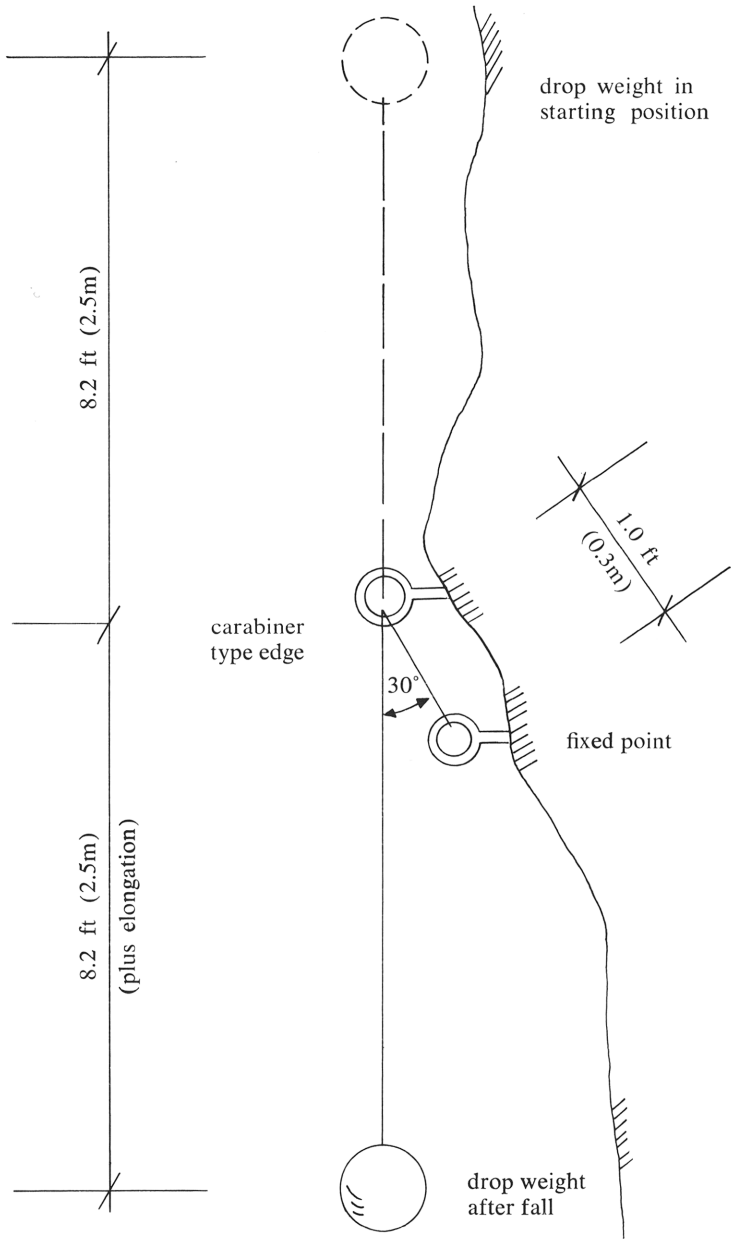 drop weight in
starting position
8.2 ft (2.5m)
1.0 ft
(0.3m)
carabiner
type edge
30°
fixed point
8.2 ft (2.5m)
(plus elongation)
drop weight
after fall